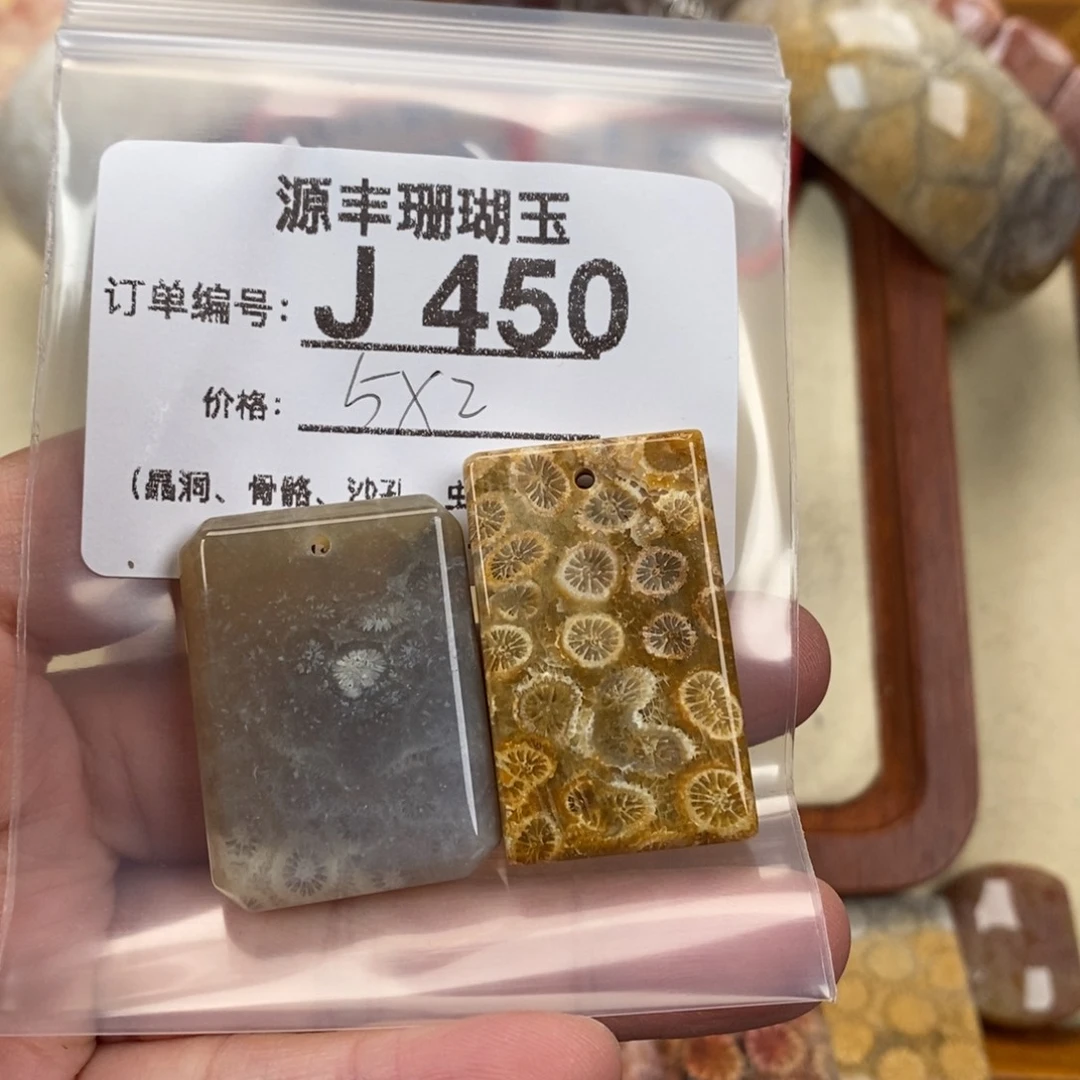 源丰珊瑚玉
订单编号: J 450
价格: 5X2
(晶洞、骨骼、沙孔、虫